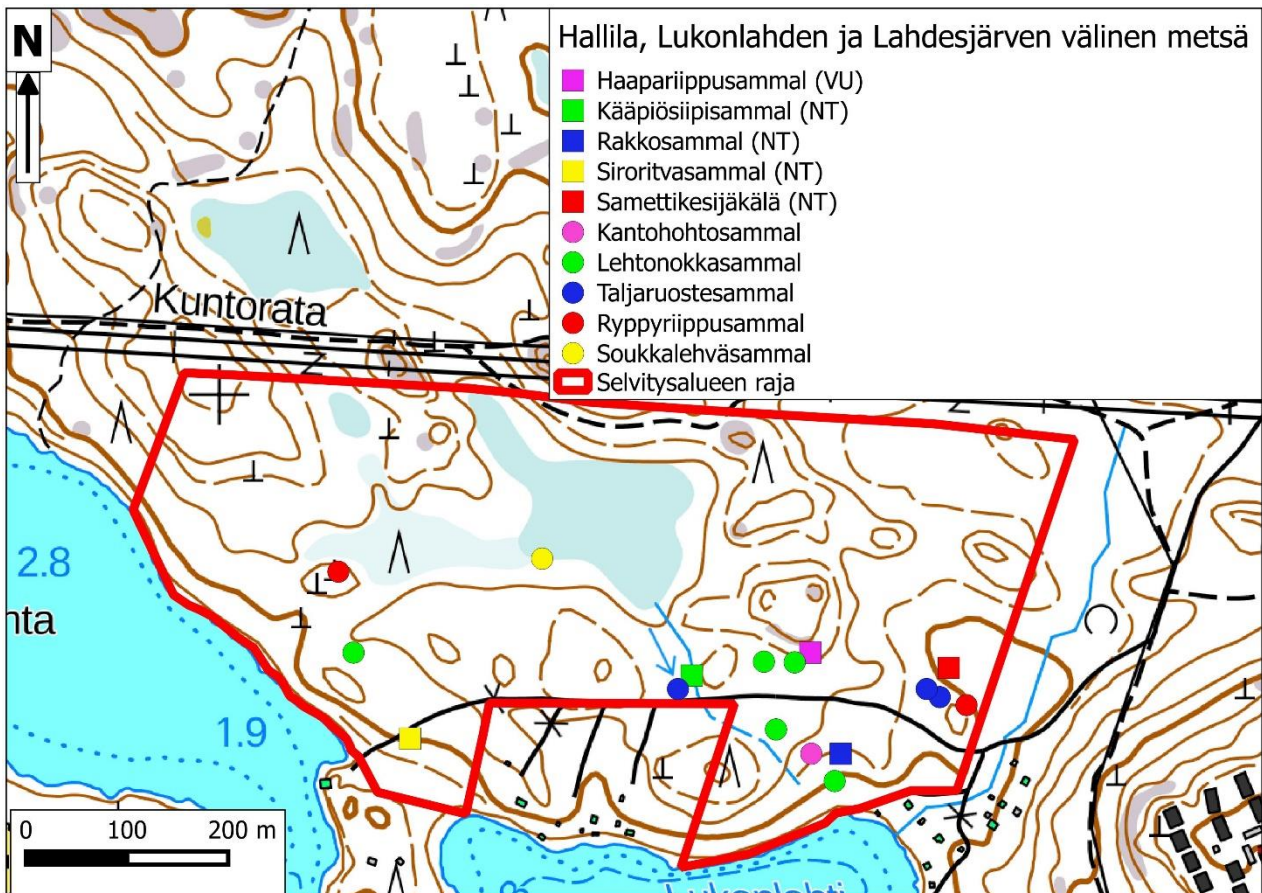 N
Hallila, Lukonlahden ja Lahdesjärven välinen metsä
Haapariippusammal (VU)
Kääpiösiipisammal (NT)
Rakkosammal (NT)
Siroritvasammal (NT)
Samettikesijäkälä (NT)
Kantohohtosammal
Lehtonokkasammal
Taljaruostesammal
Ryppyriippusammal
Soukkalehväsammal
Selvitysalueen raja
Kuntorata
2.8
nta
1.9
0 100 200 m
Lukonlahti